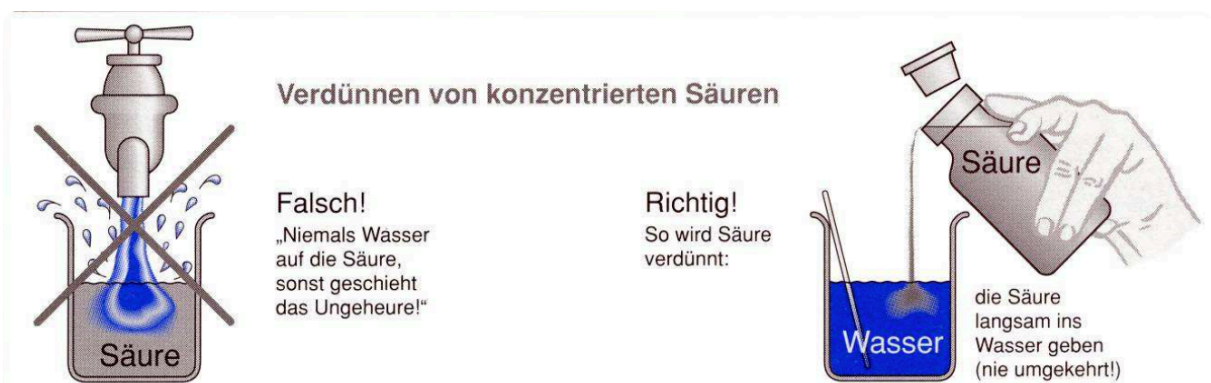 Verdünnen von konzentrierten Säuren
Falsch!
„Niemals Wasser
auf die Säure,
sonst geschieht
das Ungeheure!“
Säure
Richtig!
So wird Säure
verdünnt:
Säure
Wasser
die Säure
langsam ins
Wasser geben
(nie umgekehrt!)